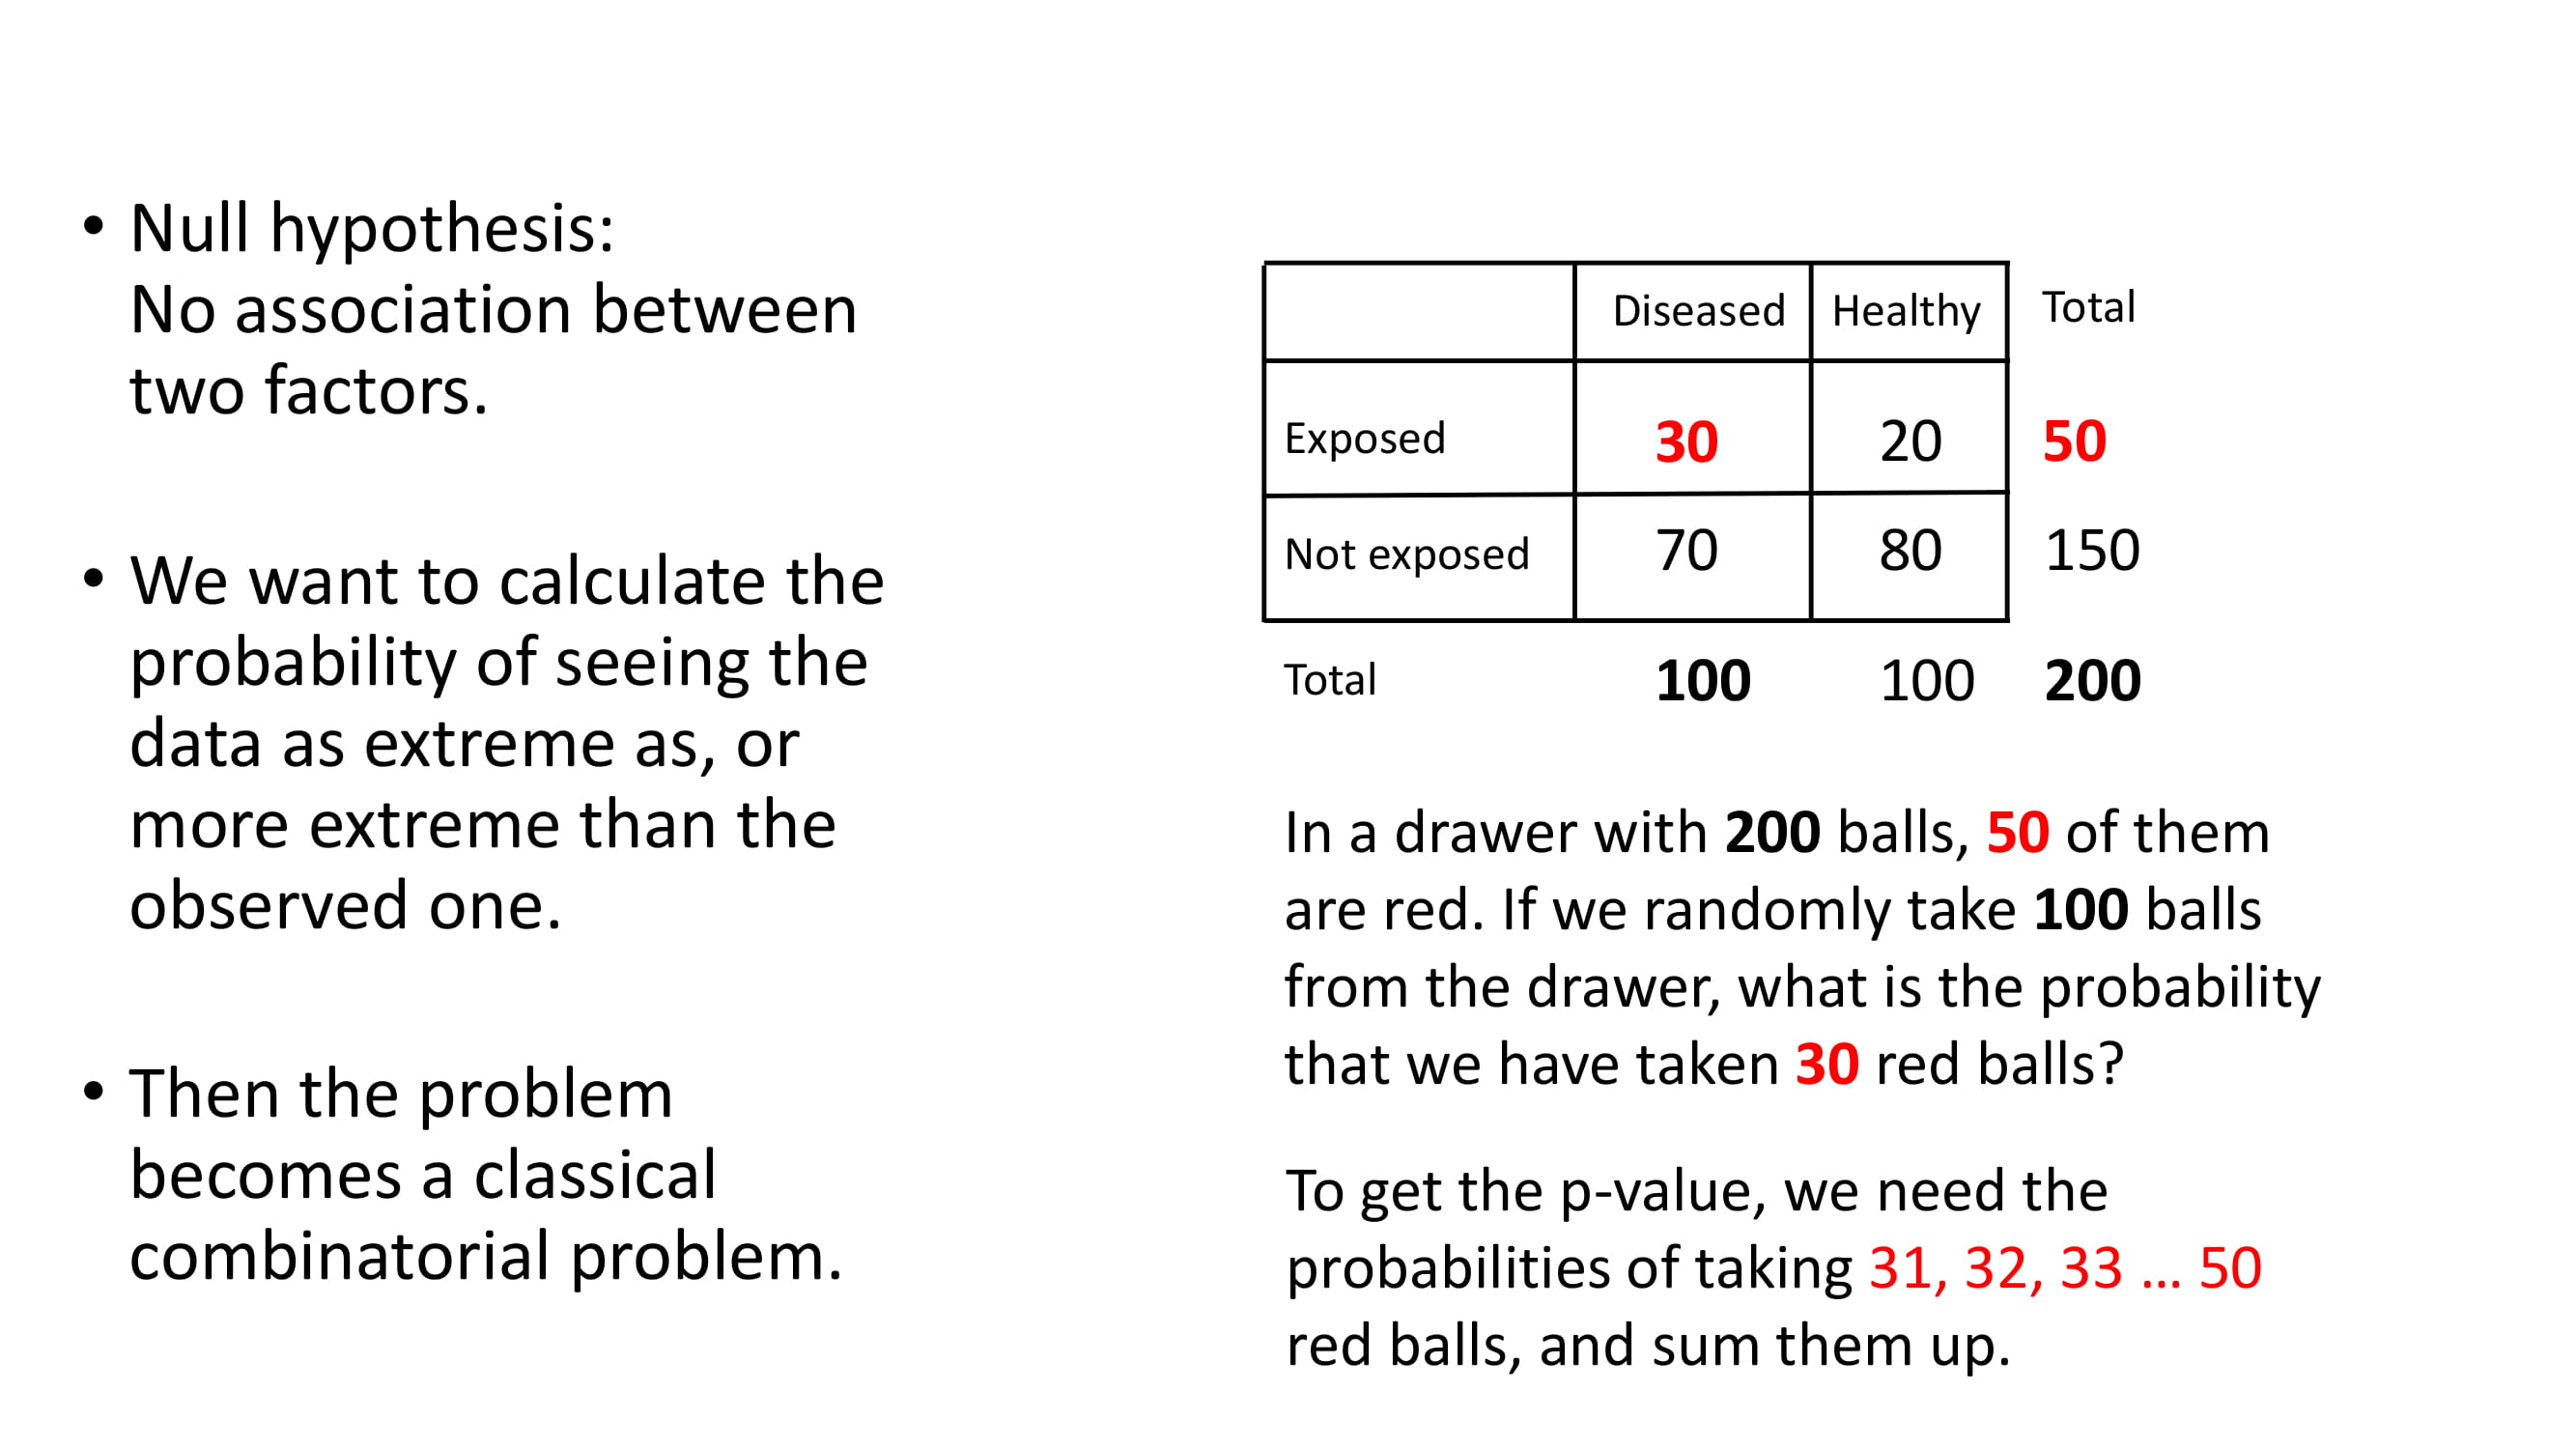 • Null hypothesis:
No association between
two factors.
• We want to calculate the
probability of seeing the
data as extreme as, or
more extreme than the
observed one.
• Then the problem
becomes a classical
combinatorial problem.
Diseased Healthy Total
Exposed 30 20 50
Not exposed 70 80 150
Total 100 100 200
In a drawer with 200 balls, 50 of them
are red. If we randomly take 100 balls
from the drawer, what is the probability
that we have taken 30 red balls?
To get the p-value, we need the
probabilities of taking 31, 32, 33 … 50
red balls, and sum them up.